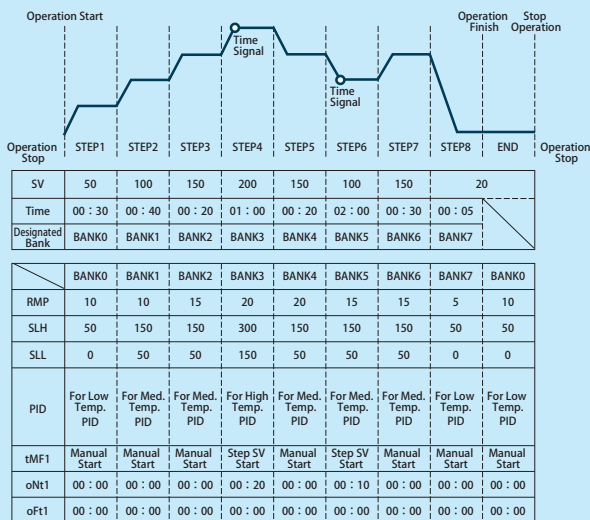 Operation Start
Operation Finish
Stop Operation
Time Signal
Time Signal
Operation Stop STEP1 STEP2 STEP3 STEP4 STEP5 STEP6 STEP7 STEP8 END Operation Stop
SV 50 100 150 200 150 100 150 20
Time 00：30 00：40 00：20 01：00 00：20 02：00 00：30 00：05
Designated Bank BANK0 BANK1 BANK2 BANK3 BANK4 BANK5 BANK6 BANK7
BANK0 BANK1 BANK2 BANK3 BANK4 BANK5 BANK6 BANK7 BANK0
RMP 10 10 15 20 20 15 15 5 10
SLH 50 150 150 300 150 150 150 50 50
SLL 0 50 50 150 50 50 50 0 0
PID For Low Temp. PID For Med. Temp. PID For Med. Temp. PID For High Temp. PID For Med. Temp. PID For Med. Temp. PID For Med. Temp. PID For Low Temp. PID For Low Temp. PID
tMF1 Manual Start Manual Start Manual Start Step SV Start Manual Start Step SV Start Manual Start Manual Start Manual Start
oNt1 00：00 00：00 00：00 00：20 00：00 00：10 00：00 00：00 00：00
oFt1 00：00 00：00 00：00 00：00 00：00 00：00 00：00 00：00 00：00